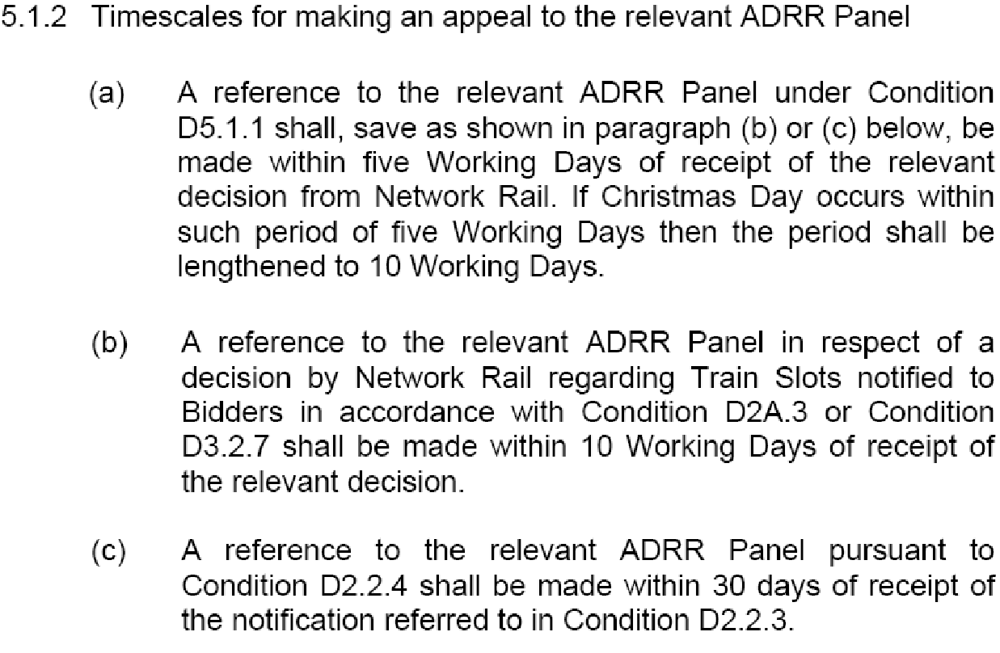 5.1.2 Timescales for making an appeal to the relevant ADRR Panel
(a) A reference to the relevant ADRR Panel under Condition
D5.1.1 shall, save as shown in paragraph (b) or (c) below, be
made within five Working Days of receipt of the relevant
decision from Network Rail. If Christmas Day occurs within
such period of five Working Days then the period shall be
lengthened to 10 Working Days.
(b) A reference to the relevant ADRR Panel in respect of a
decision by Network Rail regarding Train Slots notified to
Bidders in accordance with Condition D2A.3 or Condition
D3.2.7 shall be made within 10 Working Days of receipt of
the relevant decision.
(c) A reference to the relevant ADRR Panel pursuant to
Condition D2.2.4 shall be made within 30 days of receipt of
the notification referred to in Condition D2.2.3.